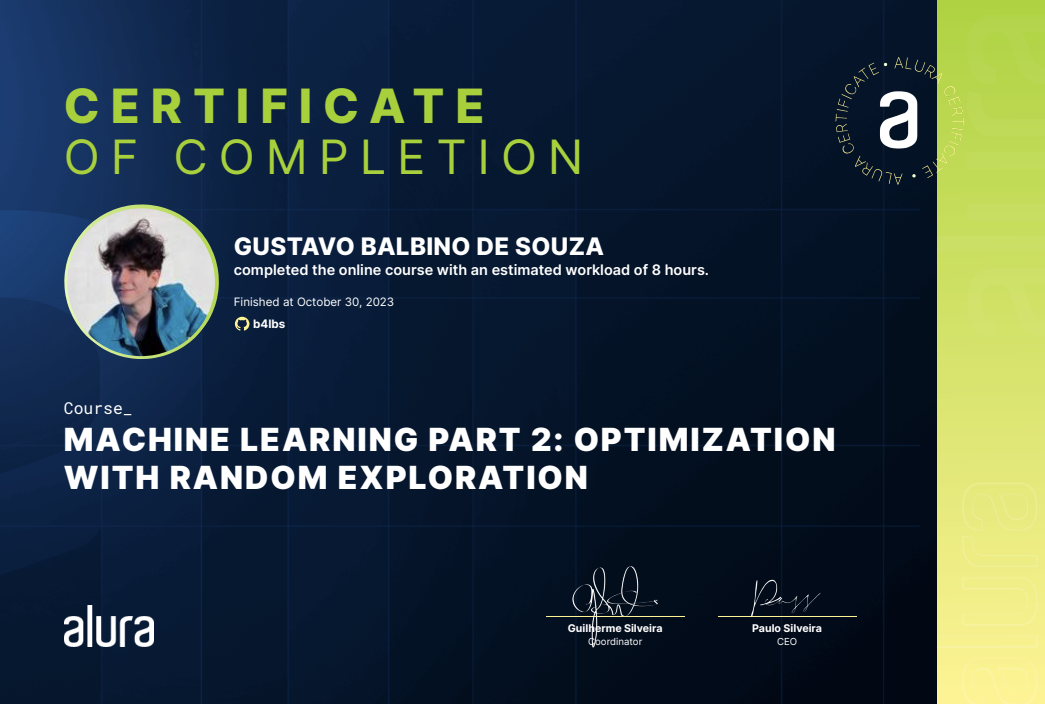 CERTIFICATE
OF COMPLETION
ALURA CERTIFICATE • ALURA CERTIFICATE •
a
GUSTAVO BALBINO DE SOUZA
completed the online course with an estimated workload of 8 hours.
Finished at October 30, 2023
b4lbs
Course_
MACHINE LEARNING PART 2: OPTIMIZATION
WITH RANDOM EXPLORATION
alura
Guilherme Silveira
Coordinator
Paulo Silveira
CEO
alura
alura